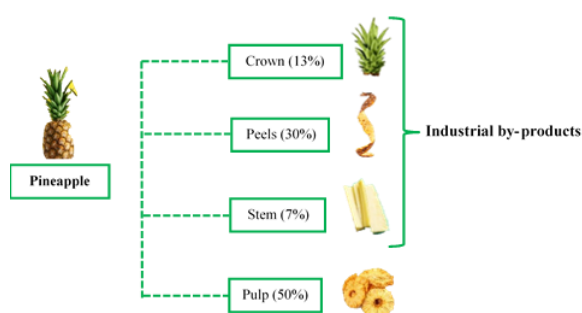 Crown (13%)
Peels (30%)
Industrial by-products
Pineapple
Stem (7%)
Pulp (50%)